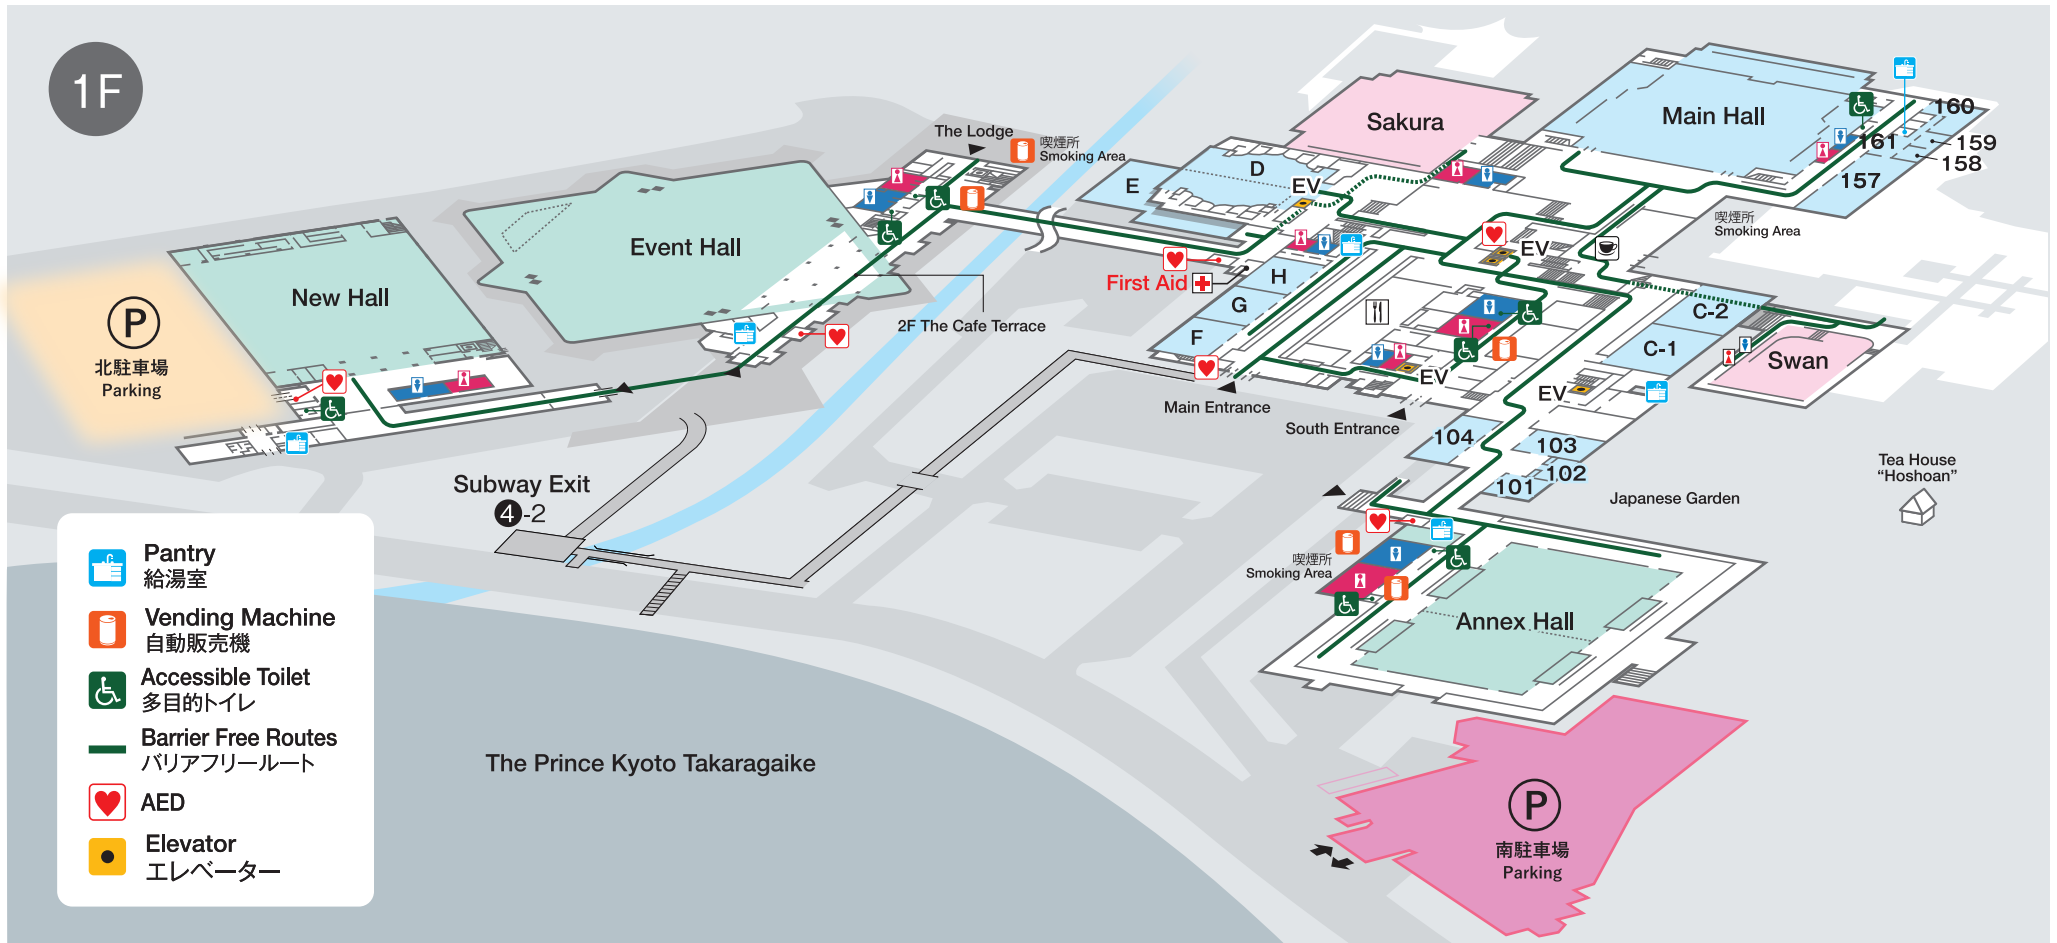 1F
The Lodge
喫煙所
Smoking Area
Sakura
Main Hall
160
161
159
158
157
E
D
EV
喫煙所
Smoking Area
Event Hall
New Hall
P
北駐車場
Parking
2F The Cafe Terrace
First Aid
H
G
F
EV
C-2
C-1
Swan
EV
EV
Main Entrance
South Entrance
104
103
102
101
Japanese Garden
Tea House
“Hoshoan”
Subway Exit
4-2
喫煙所
Smoking Area
Annex Hall
The Prince Kyoto Takaragaike
P
南駐車場
Parking
Pantry
給湯室
Vending Machine
自動販売機
Accessible Toilet
多目的トイレ
Barrier Free Routes
バリアフリールート
AED
Elevator
エレベーター